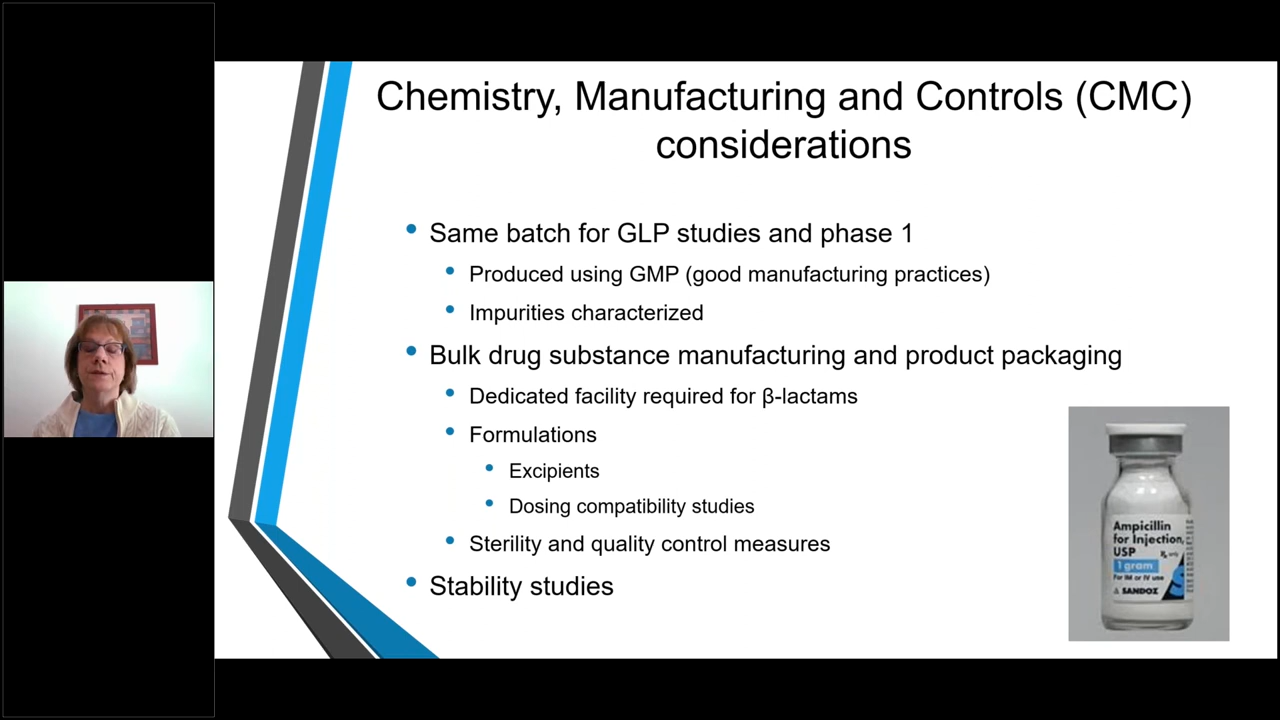 Chemistry, Manufacturing and Controls (CMC)
considerations
• Same batch for GLP studies and phase 1
• Produced using GMP (good manufacturing practices)
• Impurities characterized
• Bulk drug substance manufacturing and product packaging
• Dedicated facility required for β-lactams
• Formulations
• Excipients
• Dosing compatibility studies
• Sterility and quality control measures
• Stability studies
Ampicillin
for Injection,
USP
Rx only
1 gram
For IM or IV use
SANDOZ